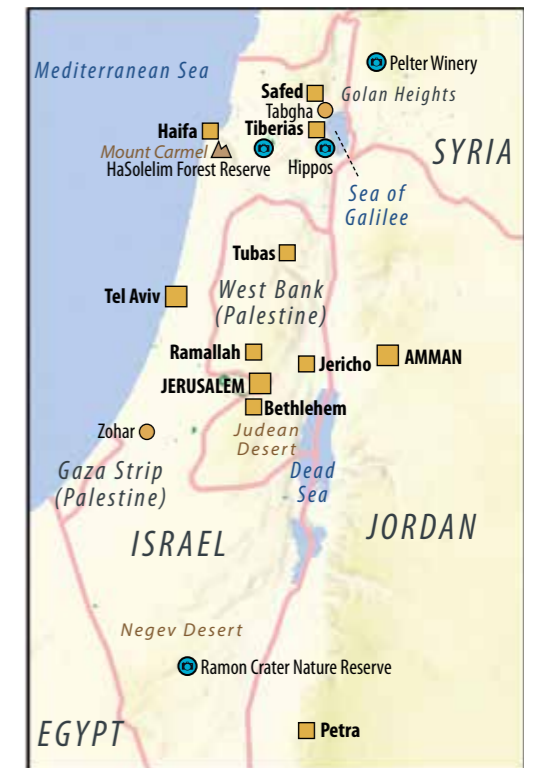 Pelter Winery
Mediterranean Sea
Safed
Golan Heights
Tabgha
Haifa
Tiberias
Mount Carmel
SYRIA
HaSolelim Forest Reserve
Hippos
Sea of
Galilee
Tubas
West Bank
(Palestine)
Tel Aviv
Ramallah
Jericho
AMMAN
JERUSALEM
Bethlehem
Zohar
Judean
Desert
Gaza Strip
(Palestine)
Dead
Sea
JORDAN
ISRAEL
Negev Desert
Ramon Crater Nature Reserve
EGYPT
Petra